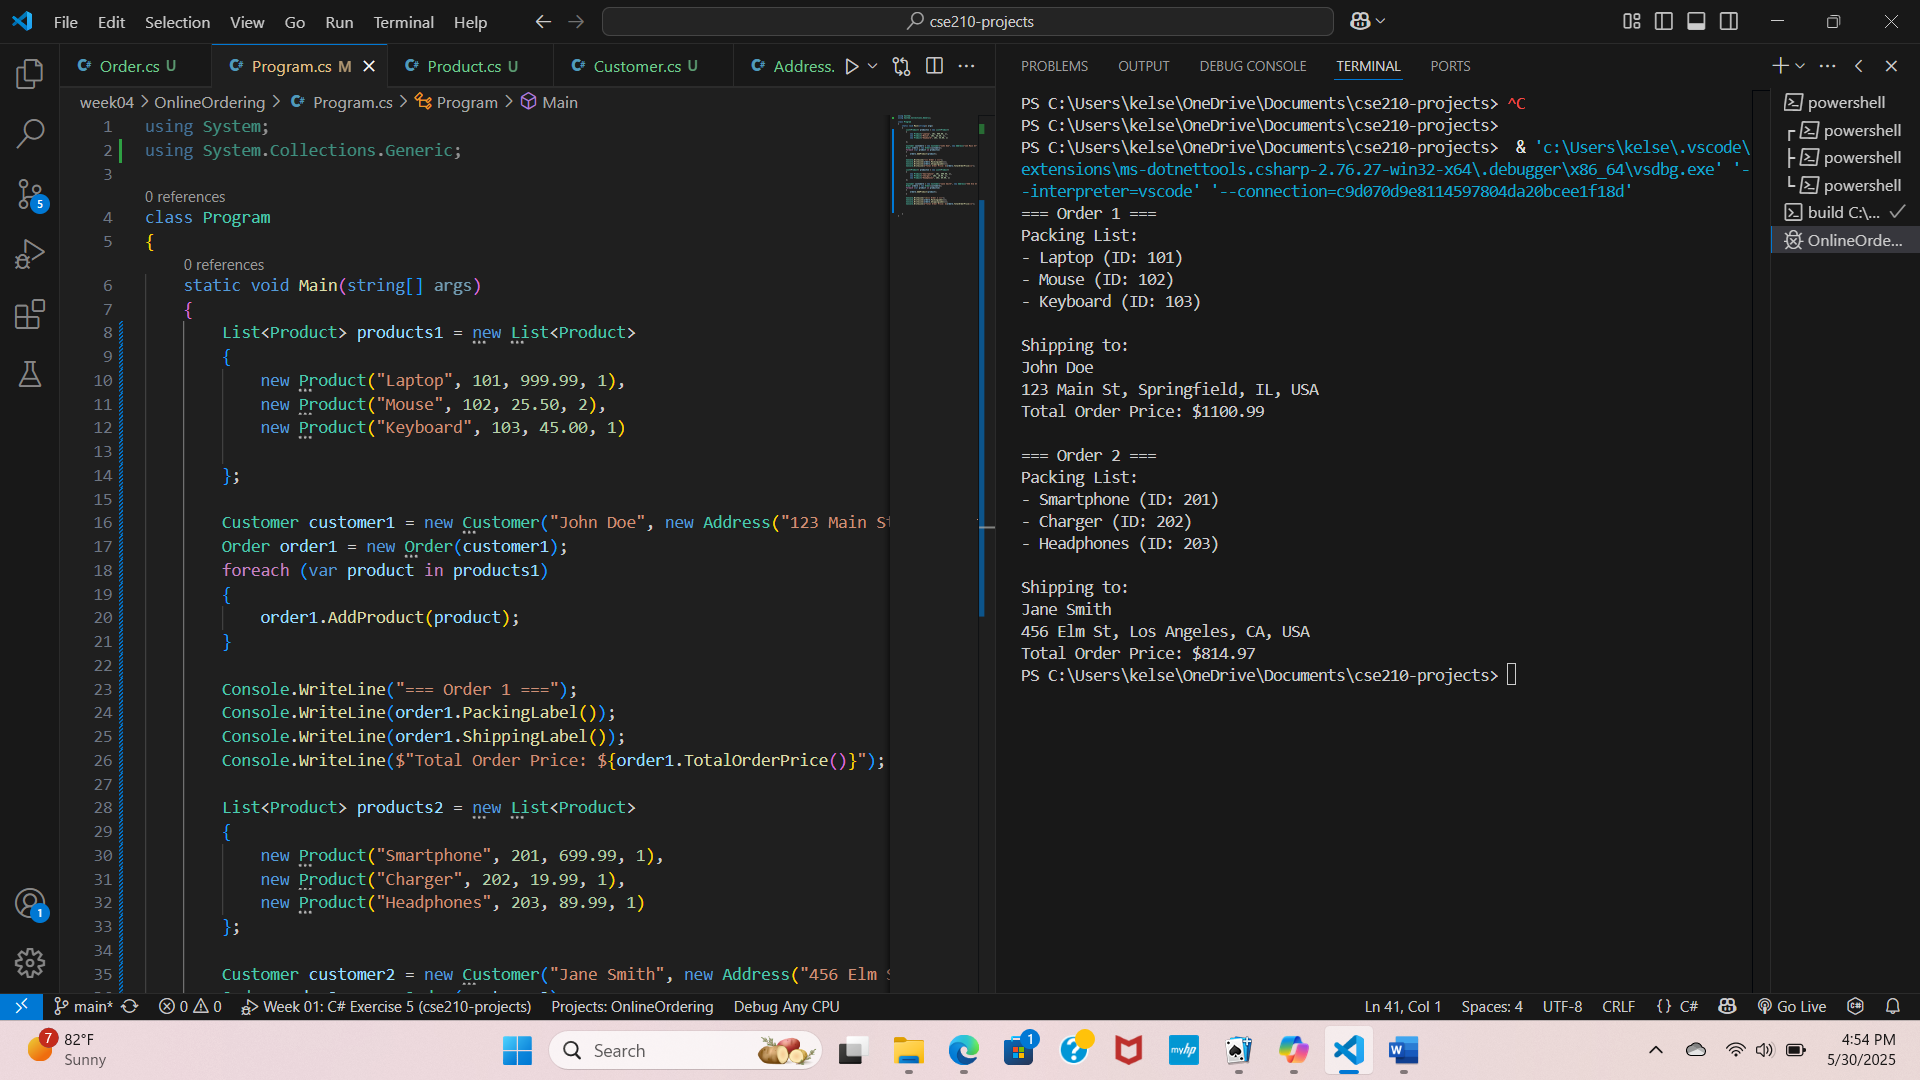 File Edit Selection View Go Run Terminal Help
cse210-projects
Order.cs U
Program.cs M
Product.cs U
Customer.cs U
Address.
week04 > OnlineOrdering > Program.cs > Program > Main
1 using System;
2 using System.Collections.Generic;
3
0 references
4 class Program
5 {
0 references
6 static void Main(string[] args)
7 {
8 List<Product> products1 = new List<Product>
9 {
10 new Product("Laptop", 101, 999.99, 1),
11 new Product("Mouse", 102, 25.50, 2),
12 new Product("Keyboard", 103, 45.00, 1)
13
14 };
15
16 Customer customer1 = new Customer("John Doe", new Address("123 Main St
17 Order order1 = new Order(customer1);
18 foreach (var product in products1)
19 {
20 order1.AddProduct(product);
21 }
22
23 Console.WriteLine("=== Order 1 ===");
24 Console.WriteLine(order1.PackingLabel());
25 Console.WriteLine(order1.ShippingLabel());
26 Console.WriteLine($"Total Order Price: ${order1.TotalOrderPrice()}");
27
28 List<Product> products2 = new List<Product>
29 {
30 new Product("Smartphone", 201, 699.99, 1),
31 new Product("Charger", 202, 19.99, 1),
32 new Product("Headphones", 203, 89.99, 1)
33 };
34
35 Customer customer2 = new Customer("Jane Smith", new Address("456 Elm S
PROBLEMS OUTPUT DEBUG CONSOLE TERMINAL PORTS
PS C:\Users\kelse\OneDrive\Documents\cse210-projects> ^C
PS C:\Users\kelse\OneDrive\Documents\cse210-projects>
PS C:\Users\kelse\OneDrive\Documents\cse210-projects> & 'c:\Users\kelse\.vscode\
extensions\ms-dotnettools.csharp-2.76.27-win32-x64\.debugger\x86_64\vsdbg.exe' '-
-interpreter=vscode' '--connection=c9d070d9e8114597804da20bcee1f18d'
=== Order 1 ===
Packing List:
- Laptop (ID: 101)
- Mouse (ID: 102)
- Keyboard (ID: 103)

Shipping to:
John Doe
123 Main St, Springfield, IL, USA
Total Order Price: $1100.99

=== Order 2 ===
Packing List:
- Smartphone (ID: 201)
- Charger (ID: 202)
- Headphones (ID: 203)

Shipping to:
Jane Smith
456 Elm St, Los Angeles, CA, USA
Total Order Price: $814.97
PS C:\Users\kelse\OneDrive\Documents\cse210-projects>
powershell
powershell
powershell
powershell
build C:\...
OnlineOrde...
5
1
main* 0 0 Week 01: C# Exercise 5 (cse210-projects) Projects: OnlineOrdering Debug Any CPU
Ln 41, Col 1 Spaces: 4 UTF-8 CRLF {} C# Go Live
7
82°F
Sunny
Search
1
myhp
4:54 PM
5/30/2025